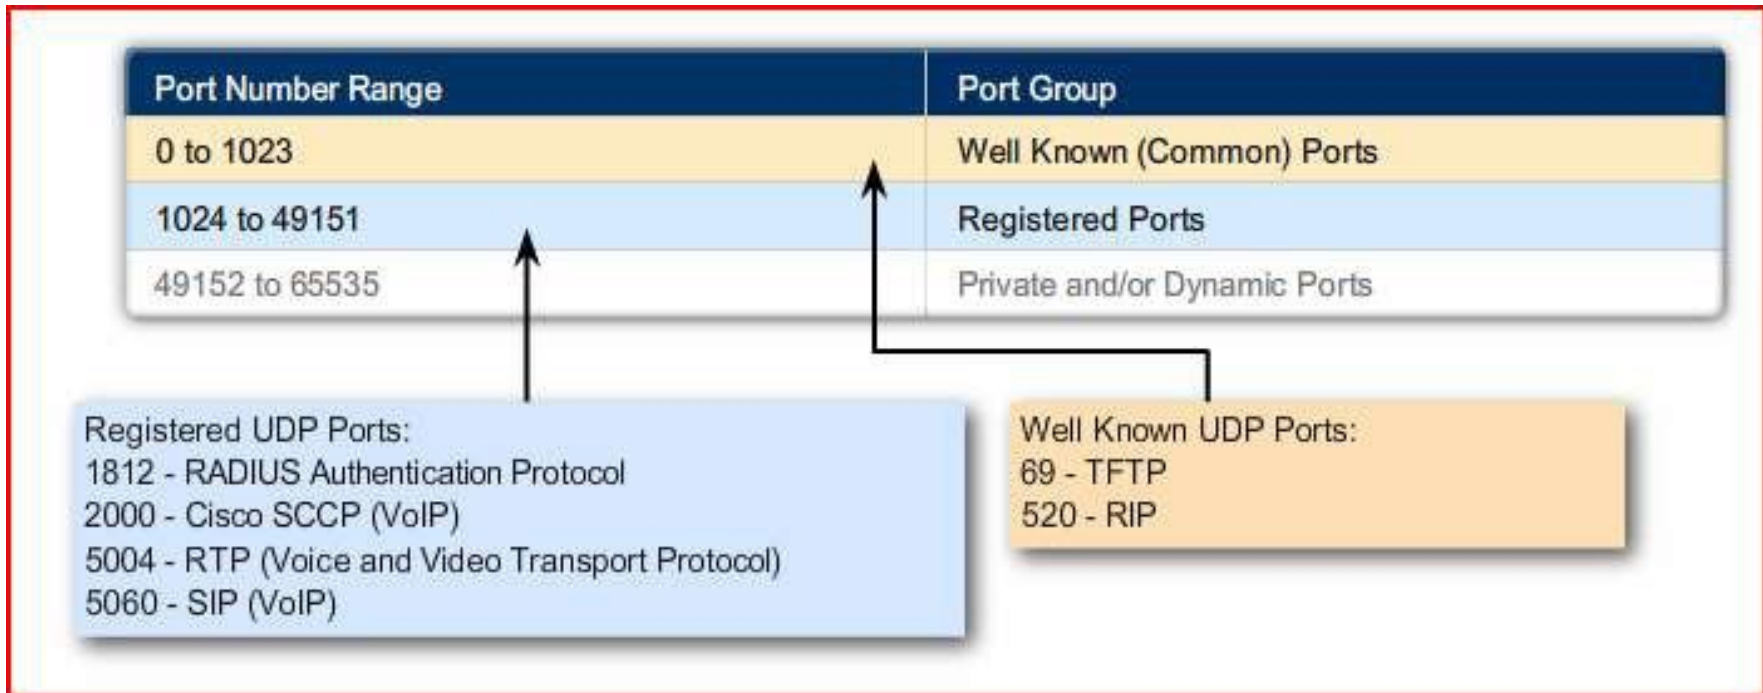 Port Number Range Port Group
0 to 1023 Well Known (Common) Ports
1024 to 49151 Registered Ports
49152 to 65535 Private and/or Dynamic Ports
Registered UDP Ports:
1812 - RADIUS Authentication Protocol
2000 - Cisco SCCP (VoIP)
5004 - RTP (Voice and Video Transport Protocol)
5060 - SIP (VoIP)
Well Known UDP Ports:
69 - TFTP
520 - RIP